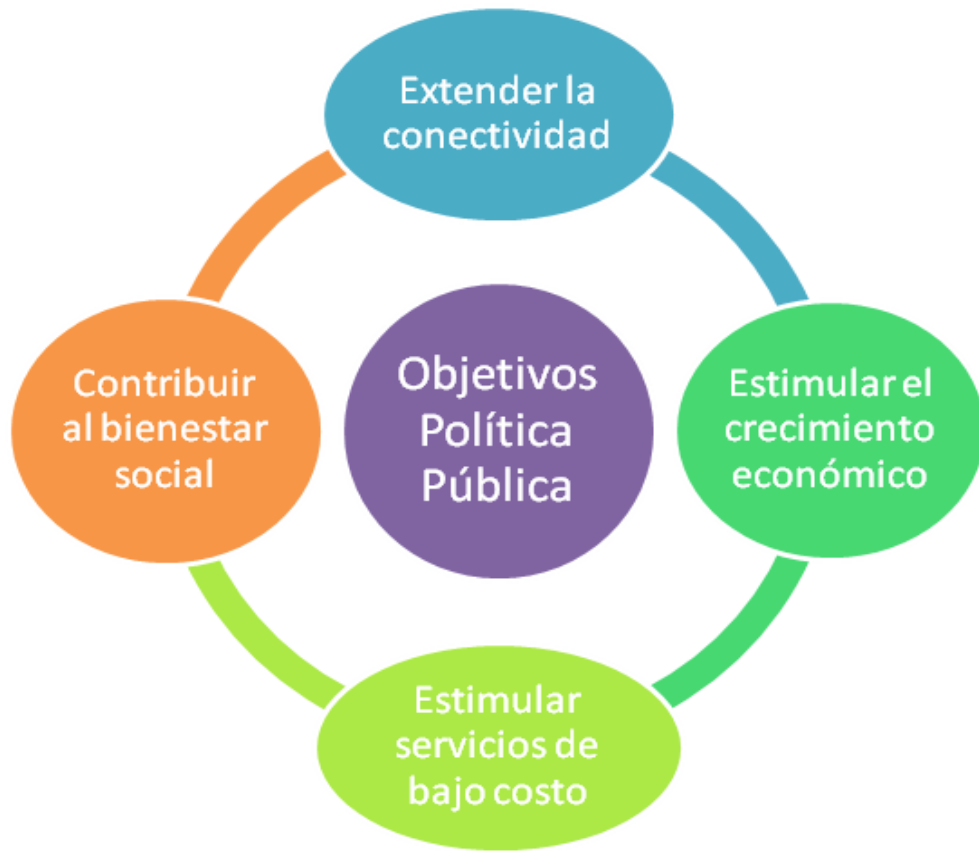 Extender la
conectividad
Contribuir
al bienestar
social
Objetivos
Política
Pública
Estimular el
crecimiento
económico
Estimular
servicios de
bajo costo